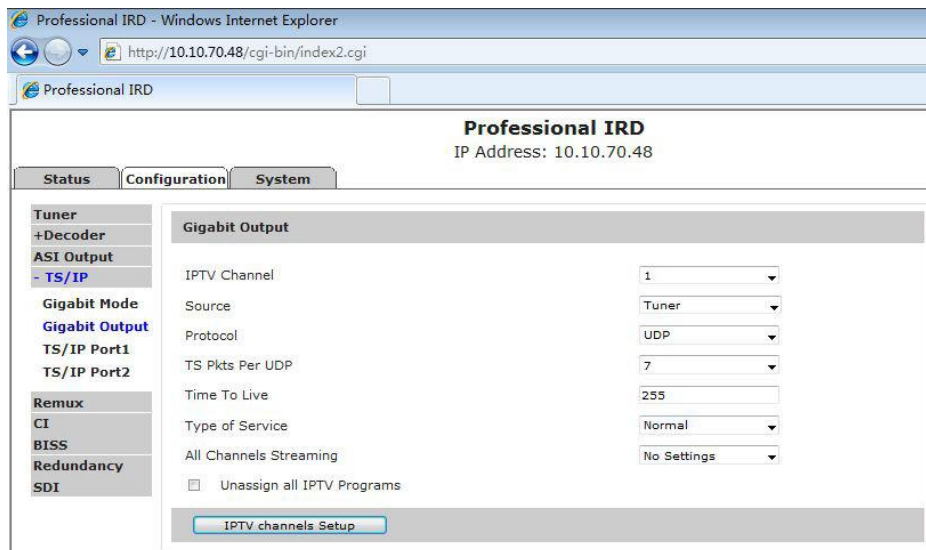 Professional IRD - Windows Internet Explorer
http://10.10.70.48/cgi-bin/index2.cgi
Professional IRD
Professional IRD
IP Address: 10.10.70.48
Status Configuration System
Tuner
+Decoder
ASI Output
- TS/IP
Gigabit Mode
Gigabit Output
TS/IP Port1
TS/IP Port2
Remux
CI
BISS
Redundancy
SDI
Gigabit Output
IPTV Channel 1
Source Tuner
Protocol UDP
TS Pkts Per UDP 7
Time To Live 255
Type of Service Normal
All Channels Streaming No Settings
Unassign all IPTV Programs
IPTV channels Setup